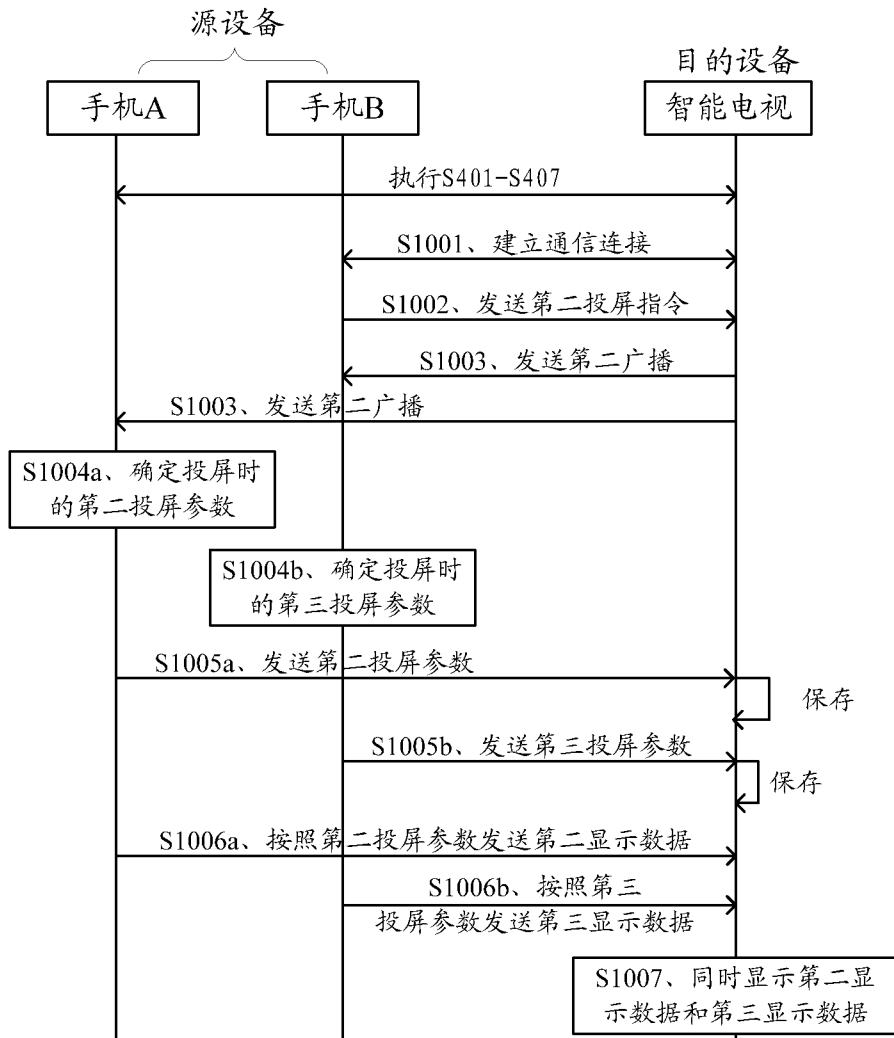 源设备
目的设备
手机A
手机B
智能电视
执行S401-S407
S1001、建立通信连接
S1002、发送第二投屏指令
S1003、发送第二广播
S1003、发送第二广播
S1004a、确定投屏时
的第二投屏参数
S1004b、确定投屏时
的第三投屏参数
S1005a、发送第二投屏参数
保存
S1005b、发送第三投屏参数
保存
S1006a、按照第二投屏参数发送第二显示数据
S1006b、按照第三
投屏参数发送第三显示数据
S1007、同时显示第二显
示数据和第三显示数据